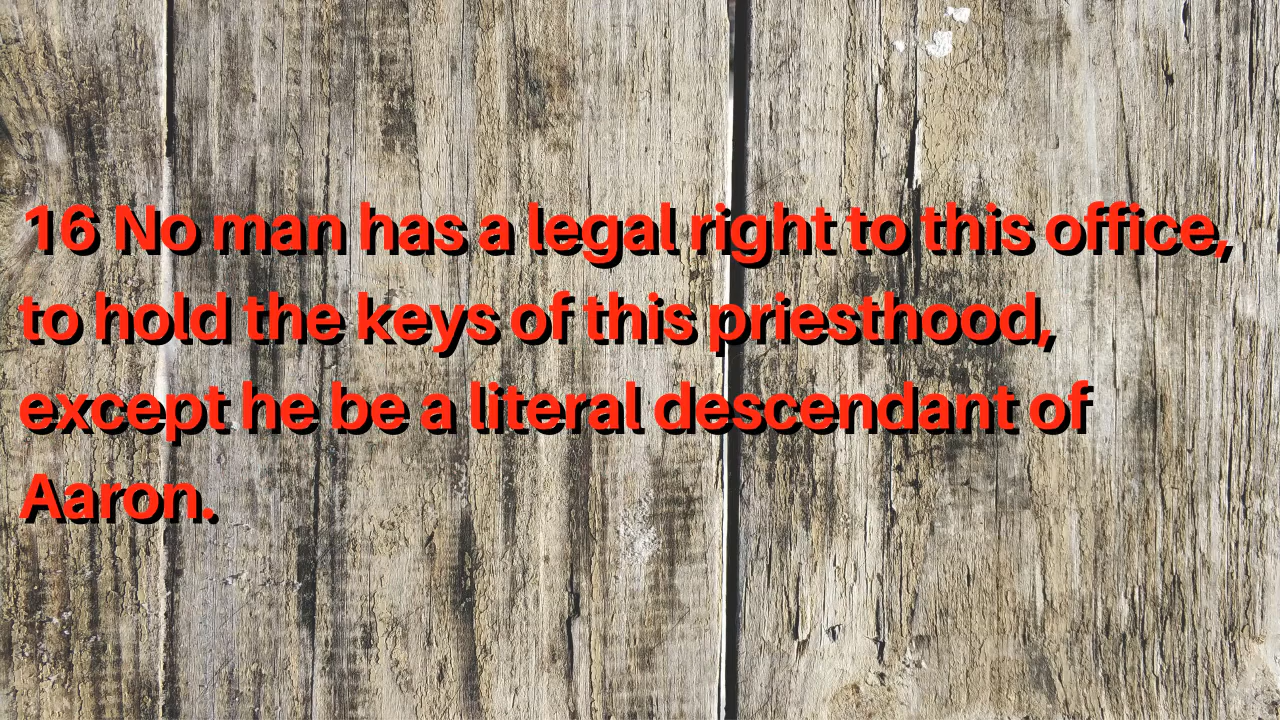 16 No man has a legal right to this office,
to hold the keys of this priesthood,
except he be a literal descendant of
Aaron.